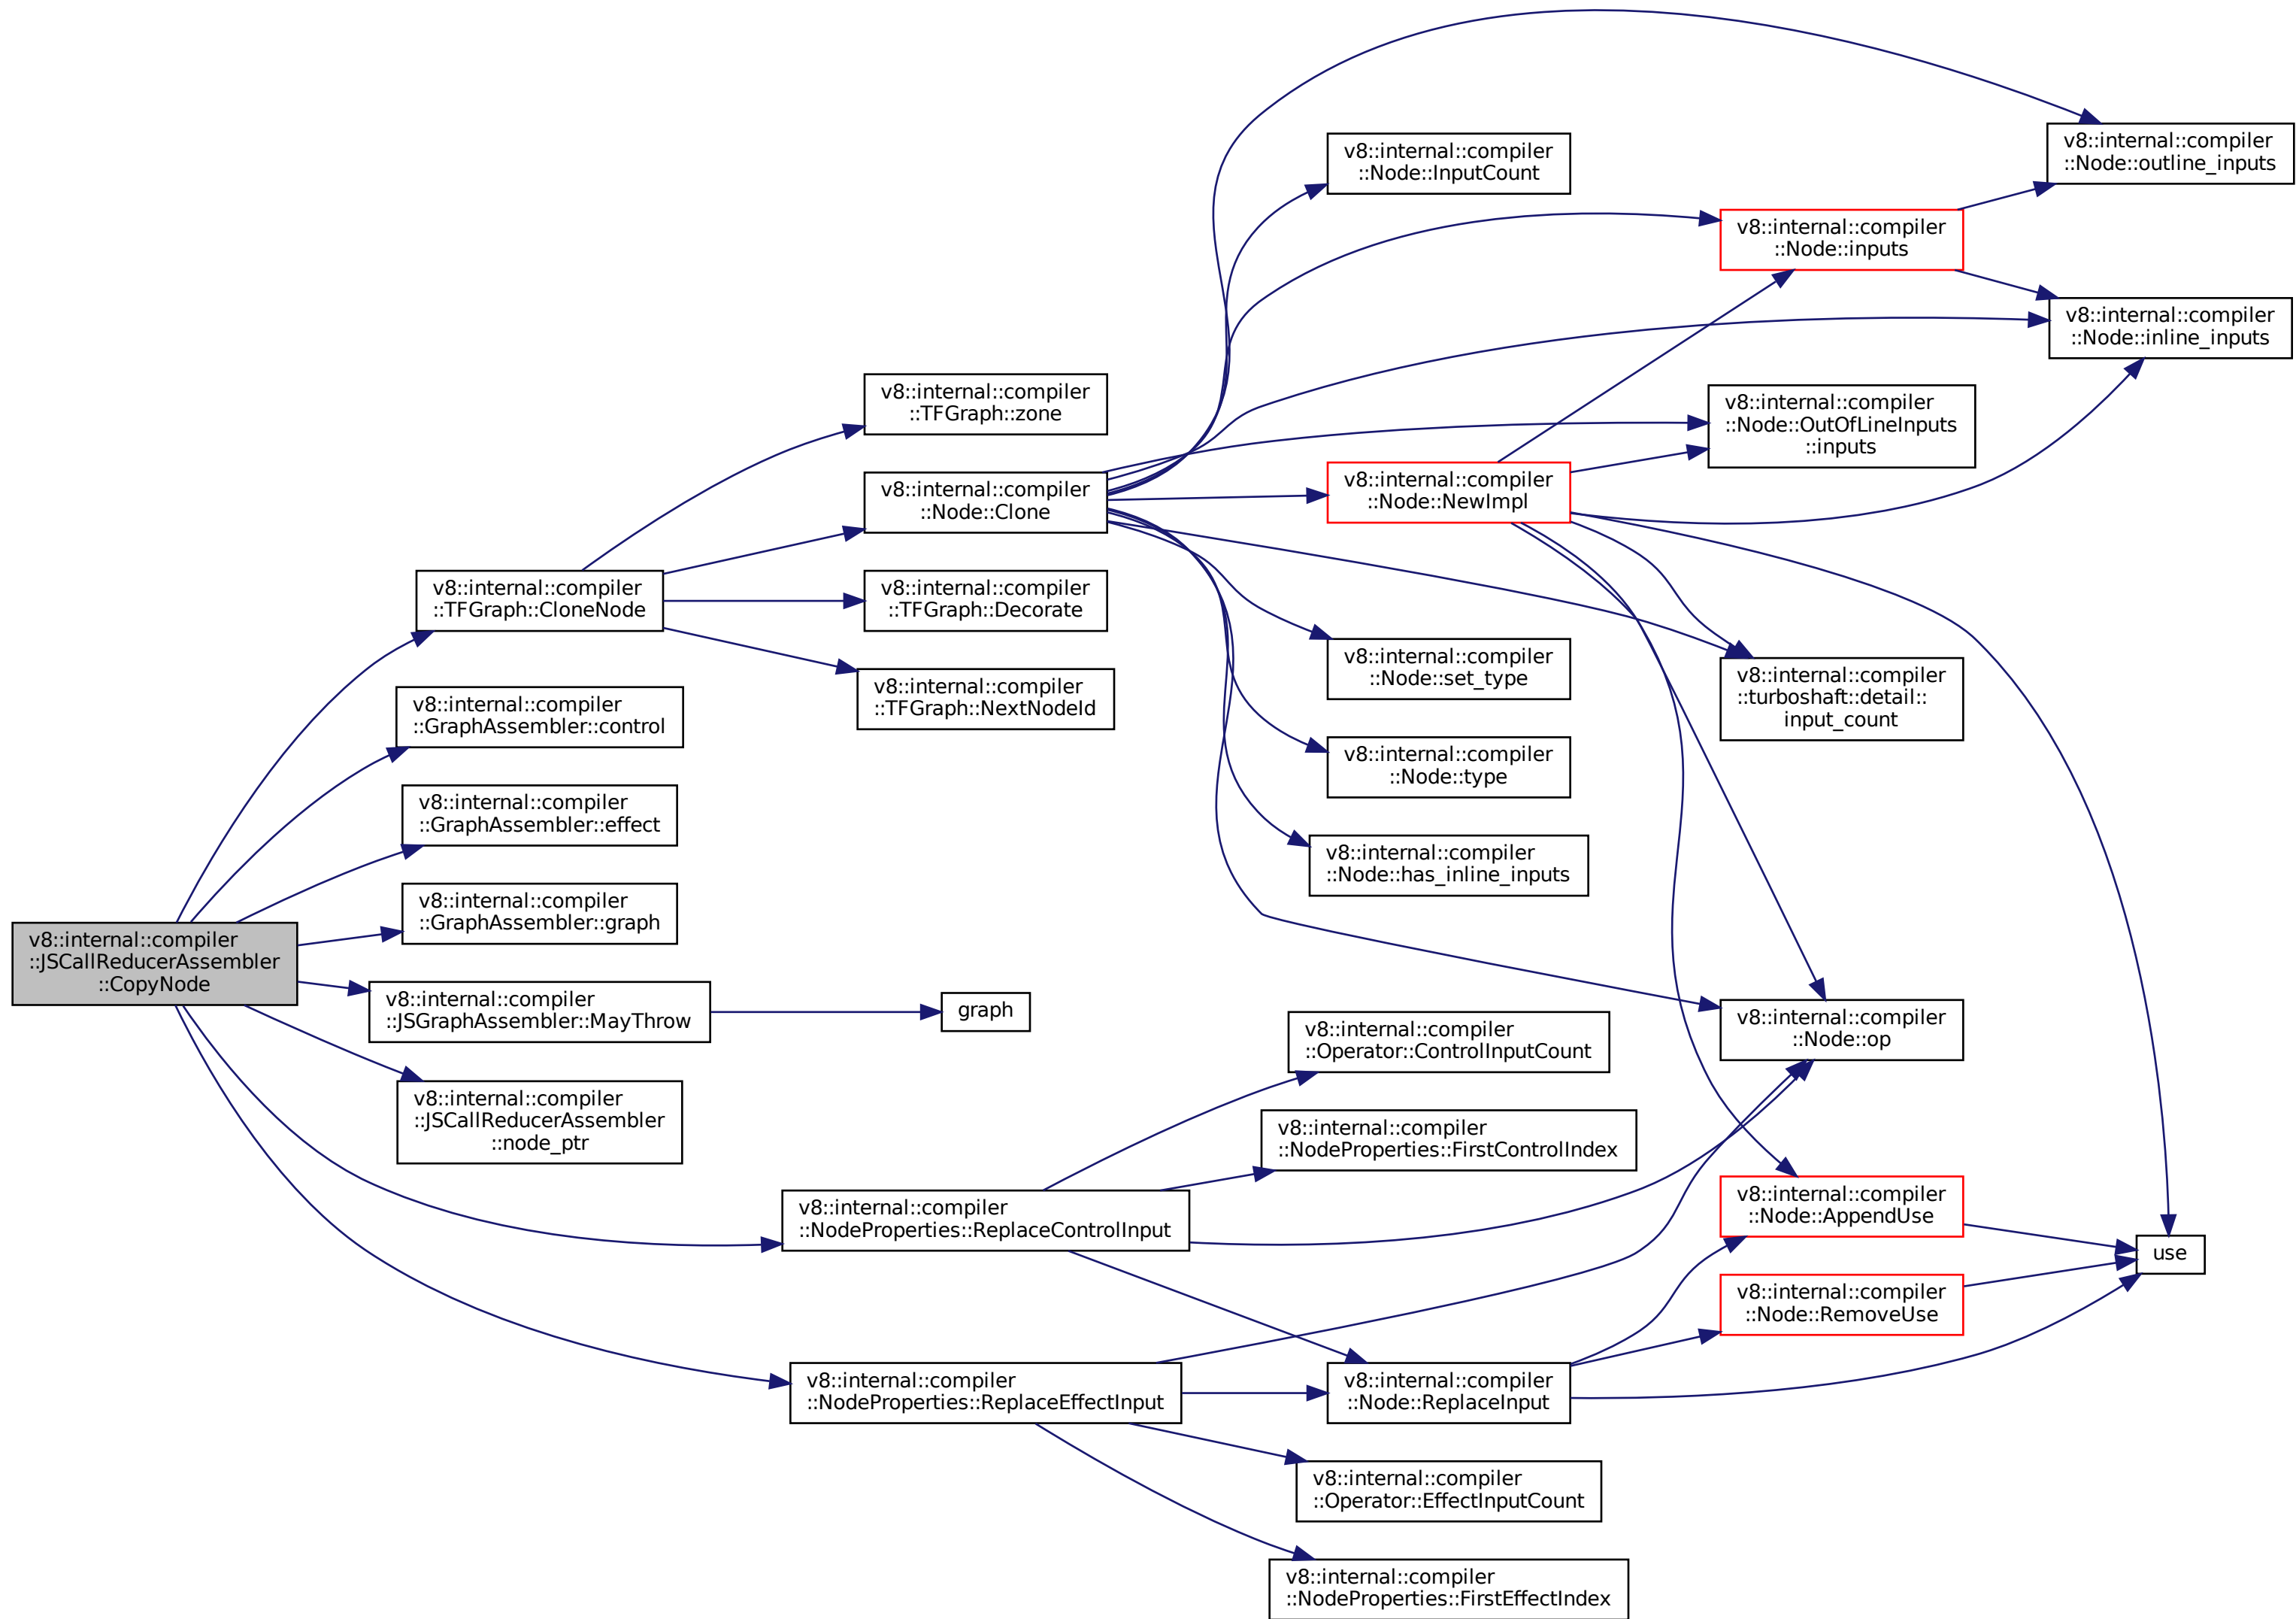 v8::internal::compiler
::JSCallReducerAssembler
::CopyNode
v8::internal::compiler
::TFGraph::CloneNode
v8::internal::compiler
::GraphAssembler::control
v8::internal::compiler
::GraphAssembler::effect
v8::internal::compiler
::GraphAssembler::graph
v8::internal::compiler
::JSGraphAssembler::MayThrow
v8::internal::compiler
::JSCallReducerAssembler
::node_ptr
v8::internal::compiler
::TFGraph::zone
v8::internal::compiler
::Node::Clone
v8::internal::compiler
::TFGraph::Decorate
v8::internal::compiler
::TFGraph::NextNodeId
graph
v8::internal::compiler
::NodeProperties::ReplaceControlInput
v8::internal::compiler
::NodeProperties::ReplaceEffectInput
v8::internal::compiler
::Node::InputCount
v8::internal::compiler
::Node::NewImpl
v8::internal::compiler
::Node::set_type
v8::internal::compiler
::Node::type
v8::internal::compiler
::Node::has_inline_inputs
v8::internal::compiler
::Operator::ControlInputCount
v8::internal::compiler
::NodeProperties::FirstControlIndex
v8::internal::compiler
::Node::ReplaceInput
v8::internal::compiler
::Operator::EffectInputCount
v8::internal::compiler
::NodeProperties::FirstEffectIndex
v8::internal::compiler
::Node::inputs
v8::internal::compiler
::Node::OutOfLineInputs
::inputs
v8::internal::compiler
::turboshaft::detail::
input_count
v8::internal::compiler
::Node::op
v8::internal::compiler
::Node::AppendUse
v8::internal::compiler
::Node::RemoveUse
v8::internal::compiler
::Node::outline_inputs
v8::internal::compiler
::Node::inline_inputs
use